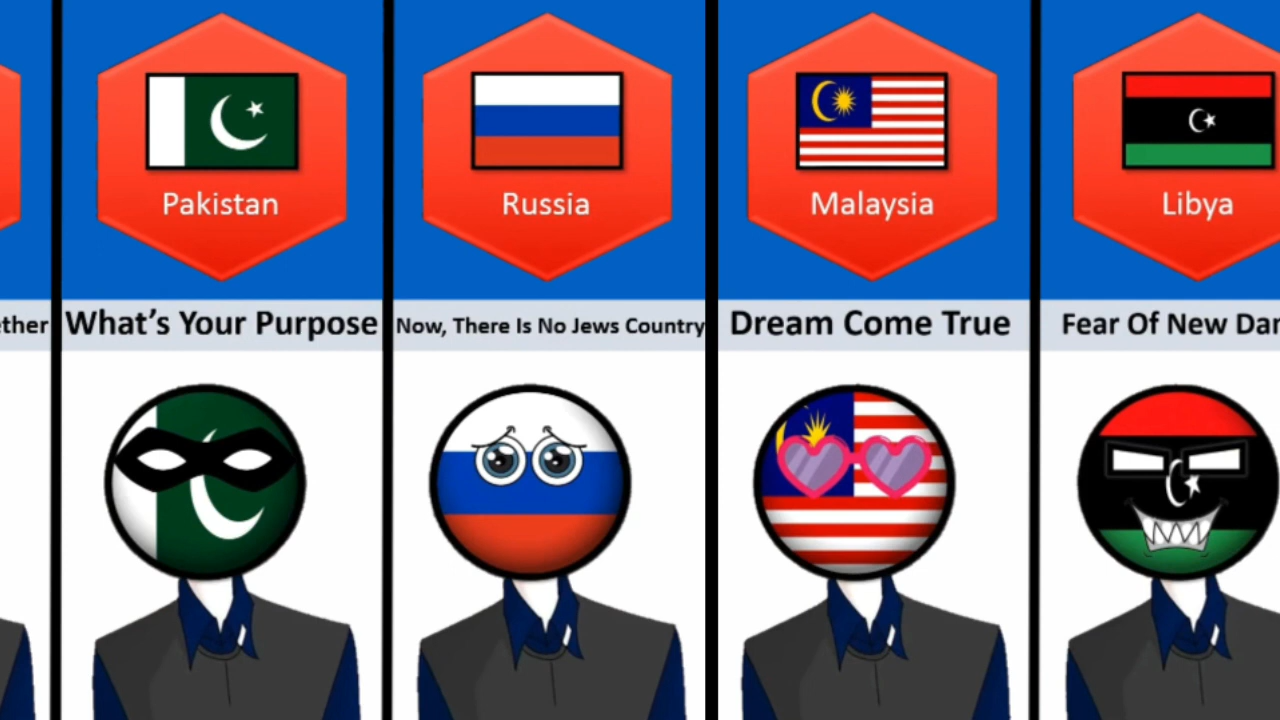 Pakistan
Russia
Malaysia
Libya
What's Your Purpose
Now, There Is No Jews Country
Dream Come True
Fear Of New